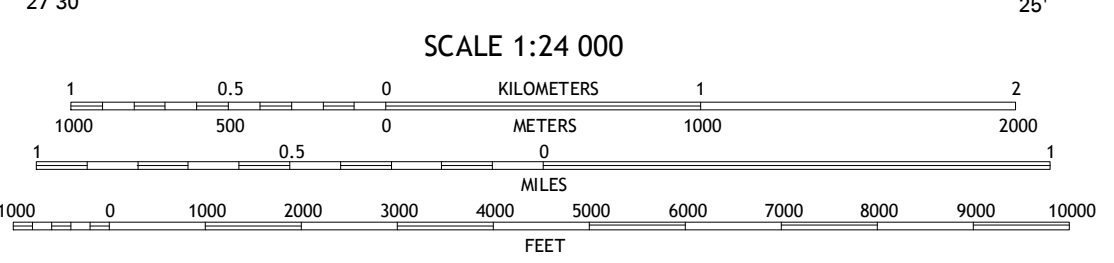 27'30" 25'
SCALE 1:24 000
1 0.5 0 KILOMETERS 1 2
1000 500 0 METERS 1000 2000
1 0.5 0 1
MILES
1000 0 1000 2000 3000 4000 5000 6000 7000 8000 9000 10000
FEET